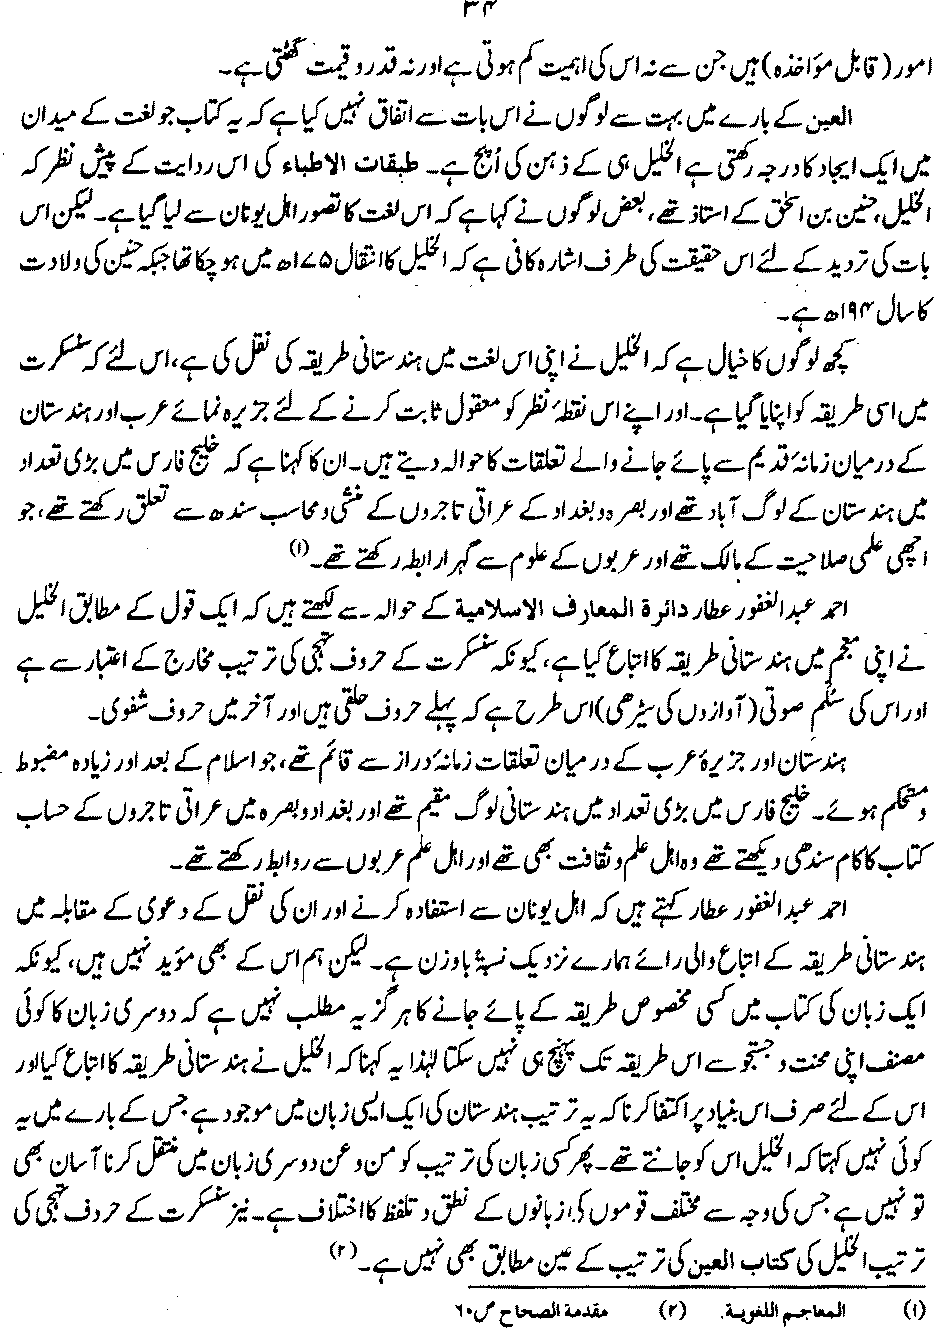 ۳۴
امور (قابل مؤاخذہ) ہیں جن سے نہ اس کی اہمیت کم ہوتی ہے اور نہ قدر و قیمت گھٹتی ہے۔
العین کے بارے میں بہت سے لوگوں نے اس بات سے اتفاق نہیں کیا ہے کہ یہ کتاب جو لغت کے میدان
میں ایک ایجاد کا درجہ رکھتی ہے الخلیل ہی کے ذہن کی اُپج ہے۔ طبقات الاطباء کی اس روایت کے پیش نظر کہ
الخلیل، حنین بن اسحٰق کے استاذ تھے، بعض لوگوں نے کہا ہے کہ اس لغت کا تصور اہل یونان سے لیا گیا ہے۔ لیکن اس
بات کی تردید کے لئے اس حقیقت کی طرف اشارہ کافی ہے کہ الخلیل کا انتقال ۱۷۵ھ میں ہو چکا تھا جبکہ حنین کی ولادت
کا سال ۱۹۴ھ ہے۔
کچھ لوگوں کا خیال ہے کہ الخلیل نے اپنی اس لغت میں ہندستانی طریقہ کی نقل کی ہے، اس لئے کہ سنسکرت
میں اسی طریقہ کو اپنایا گیا ہے۔ اور اپنے اس نقطۂ نظر کو معقول ثابت کرنے کے لئے جزیرہ نمائے عرب اور ہندستان
کے درمیان زمانۂ قدیم سے پائے جانے والے تعلقات کا حوالہ دیتے ہیں۔ ان کا کہنا ہے کہ خلیج فارس میں بڑی تعداد
میں ہندستان کے لوگ آباد تھے اور بصرہ و بغداد کے عراقی تاجروں کے منشی و محاسب سندھ سے تعلق رکھتے تھے، جو
اچھی علمی صلاحیت کے مالک تھے اور عربوں کے علوم سے گہرا رابطہ رکھتے تھے۔ (۱)
احمد عبدالغفور عطار دائرة المعارف الاسلامية کے حوالہ سے لکھتے ہیں کہ ایک قول کے مطابق الخلیل
نے اپنی معجم میں ہندستانی طریقہ کا اتباع کیا ہے، کیونکہ سنسکرت کے حروف تہجی کی ترتیب مخارج کے اعتبار سے ہے
اور اس کی سُلّم صوتی (آوازوں کی سیڑھی) اس طرح ہے کہ پہلے حروف حلقی ہیں اور آخر میں حروف شفوی۔
ہندستان اور جزیرۂ عرب کے درمیان تعلقات زمانۂ دراز سے قائم تھے، جو اسلام کے بعد اور زیادہ مضبوط
و مستحکم ہوئے۔ خلیج فارس میں بڑی تعداد میں ہندستانی لوگ مقیم تھے اور بغداد و بصرہ میں عراقی تاجروں کے حساب
کتاب کا کام سندھی دیکھتے تھے وہ اہل علم و ثقافت بھی تھے اور اہل علم عربوں سے روابط رکھتے تھے۔
احمد عبدالغفور عطار کہتے ہیں کہ اہل یونان سے استفادہ کرنے اور ان کی نقل کے دعوی کے مقابلہ میں
ہندستانی طریقہ کے اتباع والی رائے ہمارے نزدیک نسبۃً باوزن ہے۔ لیکن ہم اس کے بھی مؤید نہیں ہیں، کیونکہ
ایک زبان کی کتاب میں کسی مخصوص طریقہ کے پائے جانے کا ہرگز یہ مطلب نہیں ہے کہ دوسری زبان کا کوئی
مصنف اپنی محنت و جستجو سے اس طریقہ تک پہنچ ہی نہیں سکتا لہٰذا یہ کہنا کہ الخلیل نے ہندستانی طریقہ کا اتباع کیا اور
اس کے لئے صرف اس بنیاد پر اکتفا کرنا کہ یہ ترتیب ہندستان کی ایک ایسی زبان میں موجود ہے جس کے بارے میں یہ
کوئی نہیں کہتا کہ الخلیل اس کو جانتے تھے۔ پھر کسی زبان کی ترتیب کو من و عن دوسری زبان میں منتقل کرنا آسان بھی
تو نہیں ہے جس کی وجہ سے مختلف قوموں کی زبانوں کے نطق و تلفظ کا اختلاف ہے۔ نیز سنسکرت کے حروف تہجی کی
ترتیب الخلیل کی کتاب العین کی ترتیب کے عین مطابق بھی نہیں ہے۔ (۲)
(۱) المعاجم اللغوية. (۲) مقدمة الصحاح ص ۶۰